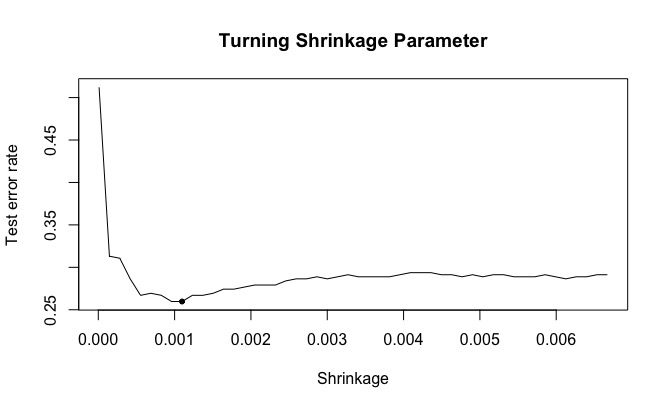 Turning Shrinkage Parameter
Test error rate
0.45
0.35
0.25
0.000 0.001 0.002 0.003 0.004 0.005 0.006
Shrinkage